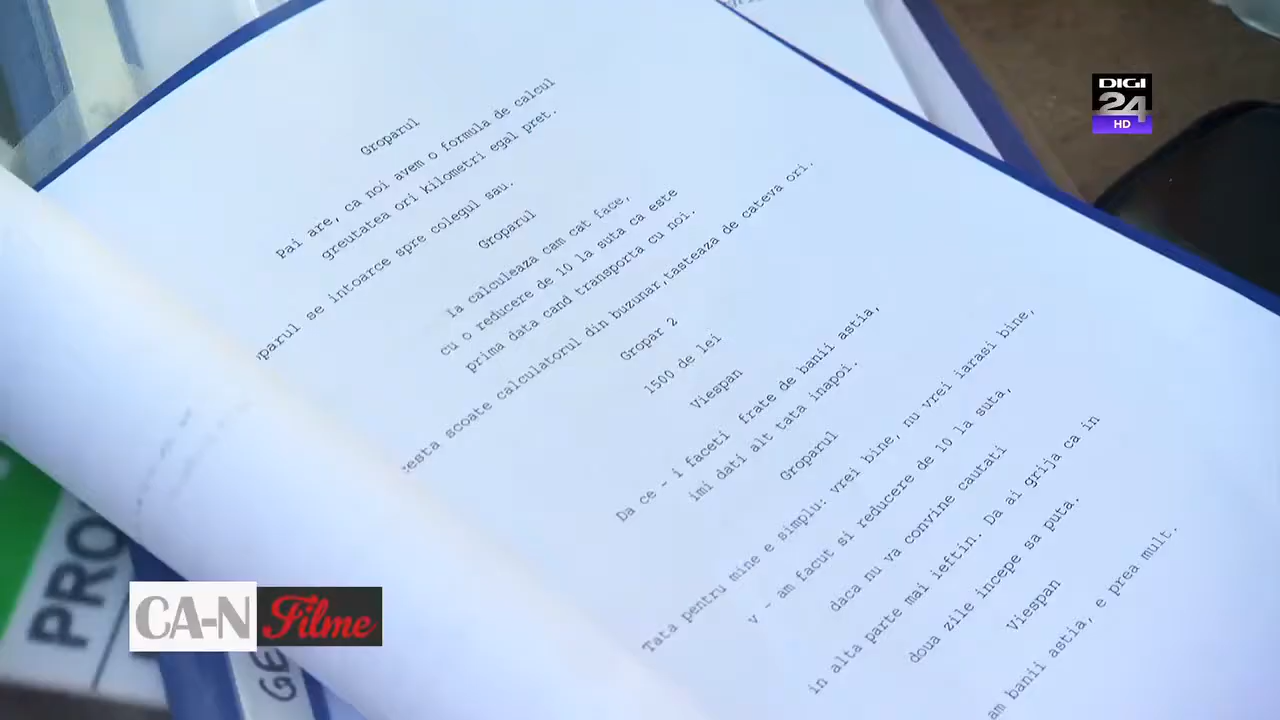 Groparul
Pai are, ca noi avem o formula de calcul
greutatea ori kilometri egal pret.
se intoarce spre colegul sau.
Groparul
la calculeaza cam cat face,
cu o reducere de 10 la suta ca este
prima data cand transporta cu noi.
scoate calculatorul din buzunar,tasteaza de cateva ori.
Gropar 2
1500 de lei
Viespan
Da ce - i faceti frate de banii astia,
imi dati alt tata inapoi.
Groparul
Tata pentru mine e simplu: vrei bine, nu vrei iarasi bine,
v - am facut si reducere de 10 la suta,
daca nu va convine cautati
in alta parte mai ieftin. Da ai grija ca in
doua zile incepe sa puta.
Viespan
am banii astia, e prea mult.
DIGI
24
HD
PRO
GE
CA-N Filme